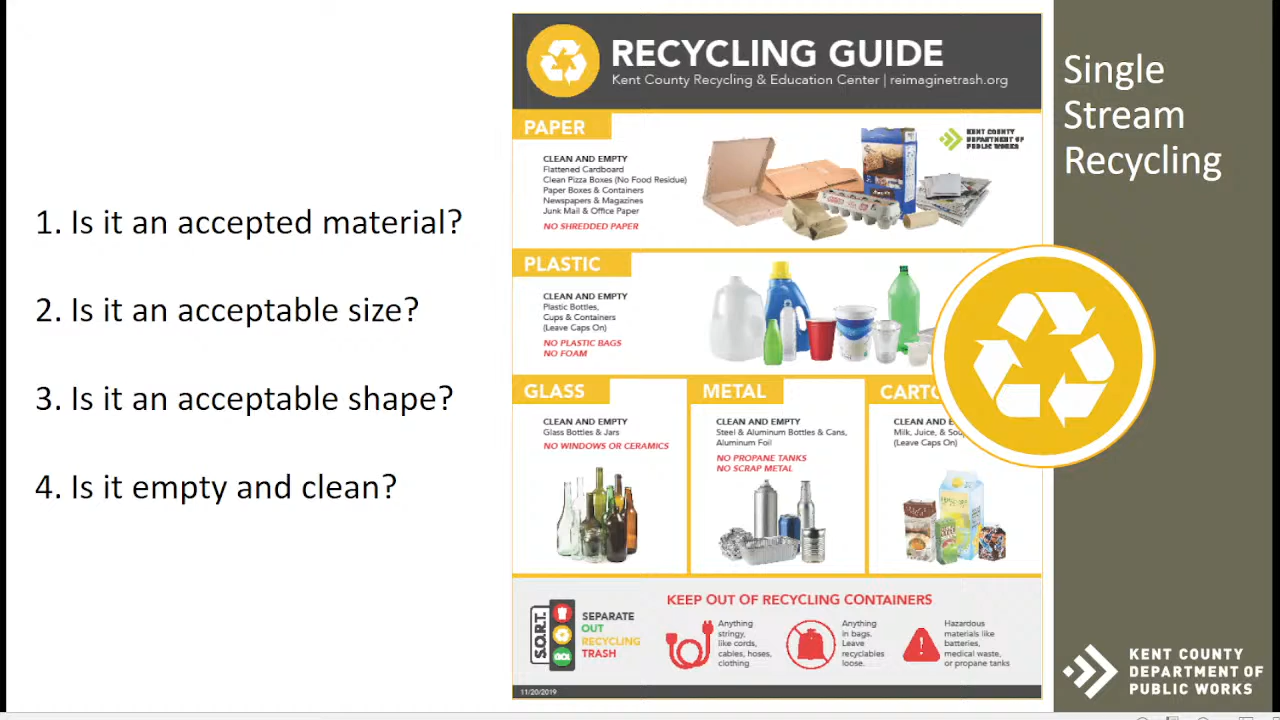 1. Is it an accepted material?
2. Is it an acceptable size?
3. Is it an acceptable shape?
4. Is it empty and clean?
RECYCLING GUIDE
Kent County Recycling & Education Center | reimaginetrash.org
PAPER
CLEAN AND EMPTY
Flattened Cardboard
Clean Pizza Boxes (No Food Residue)
Paper Boxes & Containers
Newspapers & Magazines
Junk Mail & Office Paper
NO SHREDDED PAPER
KENT COUNTY
DEPARTMENT OF
PUBLIC WORKS
PLASTIC
CLEAN AND EMPTY
Plastic Bottles,
Cups & Containers
(Leave Caps On)
NO PLASTIC BAGS
NO FOAM
GLASS
CLEAN AND EMPTY
Glass Bottles & Jars
NO WINDOWS OR CERAMICS
METAL
CLEAN AND EMPTY
Steel & Aluminum Bottles & Cans,
Aluminum Foil
NO PROPANE TANKS
NO SCRAP METAL
CARTO
CLEAN AND
Milk, Juice, &
(Leave Caps On)
S.O.R.T.
GO!
SEPARATE
OUT
RECYCLING
TRASH
KEEP OUT OF RECYCLING CONTAINERS
Anything
stringy,
like cords,
cables, hoses,
clothing
Anything
in bags.
Leave
recyclables
loose.
Hazardous
materials like
batteries,
medical waste,
or propane tanks
11/20/2019
Single
Stream
Recycling
KENT COUNTY
DEPARTMENT OF
PUBLIC WORKS